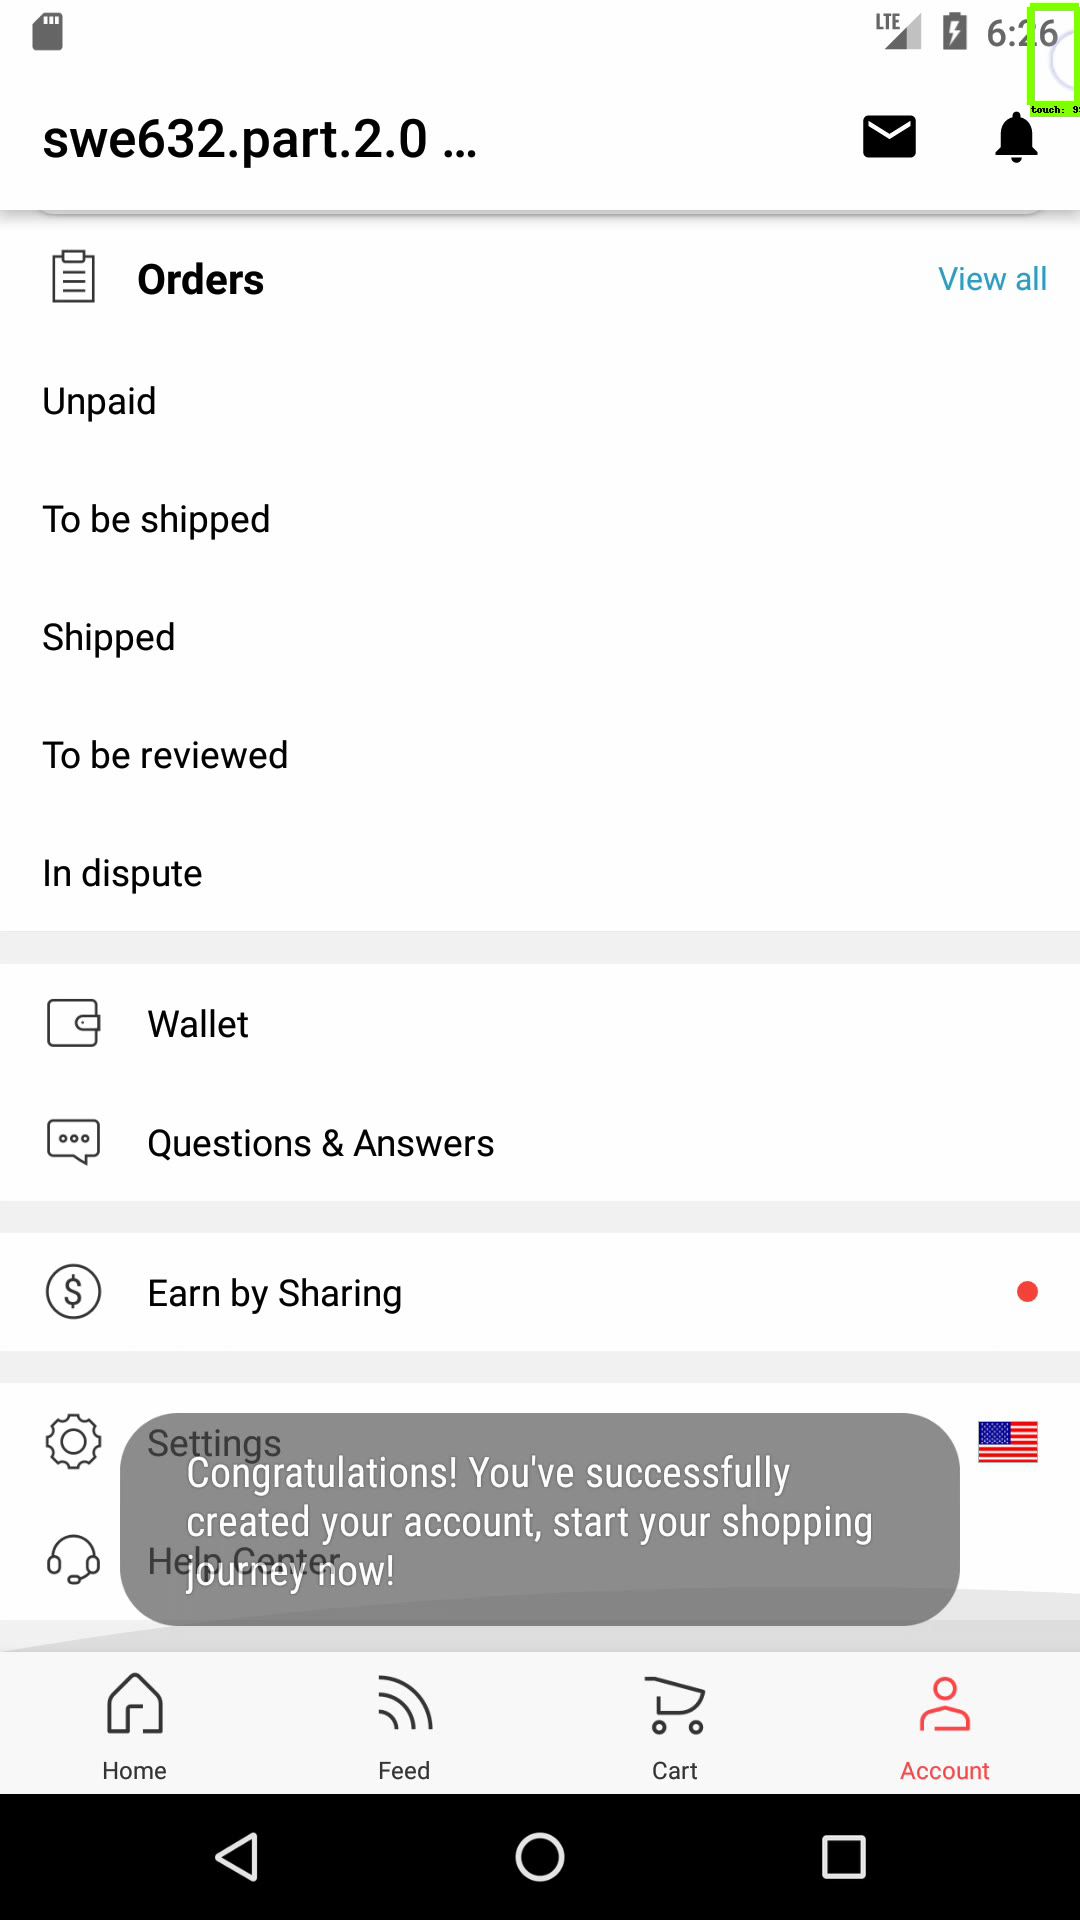 LTE 6:26
touch: 9
swe632.part.2.0 ...
Orders
View all
Unpaid
To be shipped
Shipped
To be reviewed
In dispute
Wallet
Questions & Answers
Earn by Sharing
Settings
Help Center
Congratulations! You've successfully
created your account, start your shopping
journey now!
Home
Feed
Cart
Account